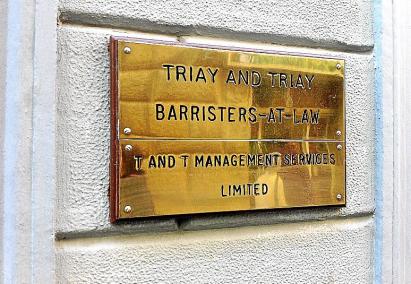 TRIAY AND TRIAY
BARRISTERS-AT-LAW
T AND T MANAGEMENT SERVICES
LIMITED